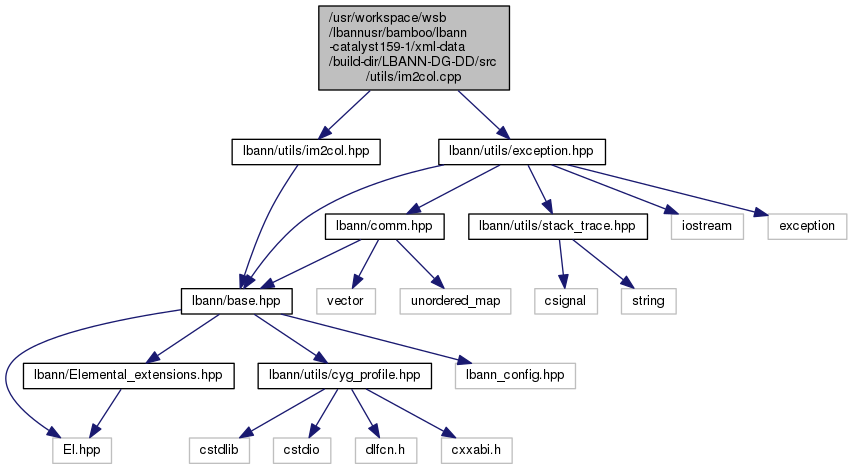 /usr/workspace/wsb
/lbannusr/bamboo/lbann
-catalyst159-1/xml-data
/build-dir/LBANN-DG-DD/src
/utils/im2col.cpp
lbann/utils/im2col.hpp
lbann/utils/exception.hpp
lbann/comm.hpp
lbann/utils/stack_trace.hpp
iostream
exception
lbann/base.hpp
vector
unordered_map
csignal
string
lbann/Elemental_extensions.hpp
lbann/utils/cyg_profile.hpp
lbann_config.hpp
El.hpp
cstdlib
cstdio
dlfcn.h
cxxabi.h